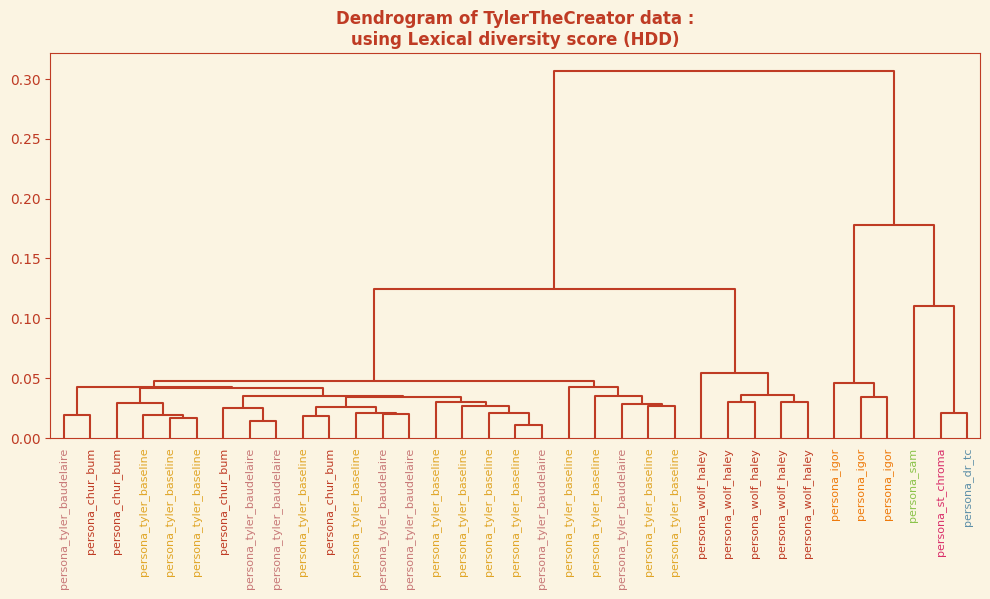 Dendrogram of TylerTheCreator data :
using Lexical diversity score (HDD)
0.30
0.25
0.20
0.15
0.10
0.05
0.00
persona_tyler_baudelaire
persona_chur_bum
persona_chur_bum
persona_tyler_baseline
persona_tyler_baseline
persona_tyler_baseline
persona_chur_bum
persona_tyler_baudelaire
persona_tyler_baudelaire
persona_tyler_baseline
persona_chur_bum
persona_tyler_baseline
persona_tyler_baudelaire
persona_tyler_baudelaire
persona_tyler_baseline
persona_tyler_baseline
persona_tyler_baseline
persona_tyler_baseline
persona_tyler_baudelaire
persona_tyler_baseline
persona_tyler_baseline
persona_tyler_baudelaire
persona_tyler_baseline
persona_tyler_baseline
persona_wolf_haley
persona_wolf_haley
persona_wolf_haley
persona_wolf_haley
persona_wolf_haley
persona_igor
persona_igor
persona_igor
persona_sam
persona_st_chroma
persona_dr_tc